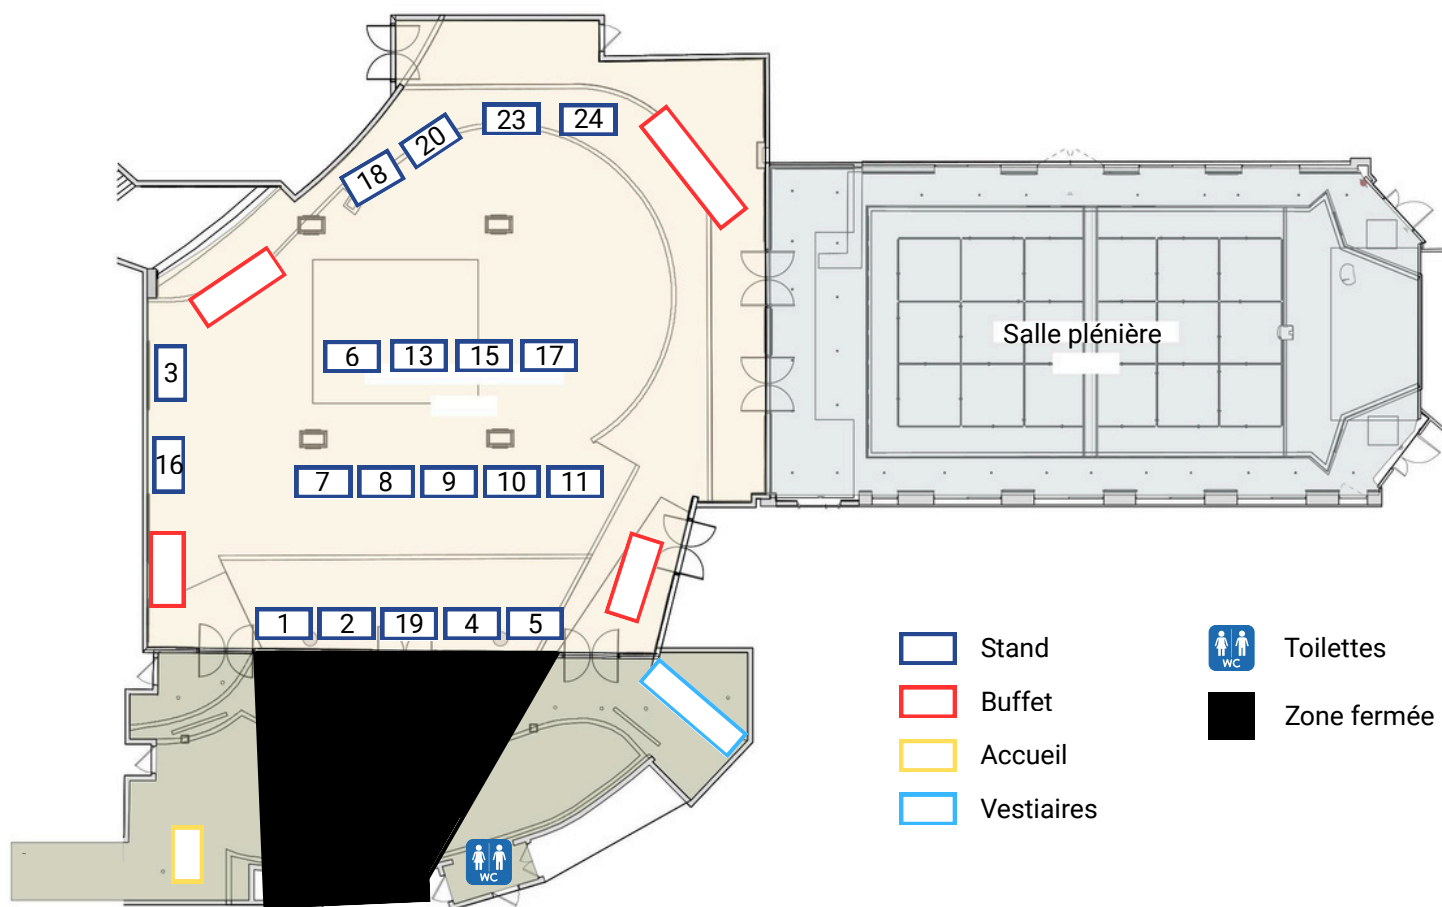 23
24
20
18
Salle plénière
6 13 15 17
3
16
7 8 9 10 11
1 2 19 4 5
Stand
Buffet
Accueil
Vestiaires
WC
Toilettes
Zone fermée
WC